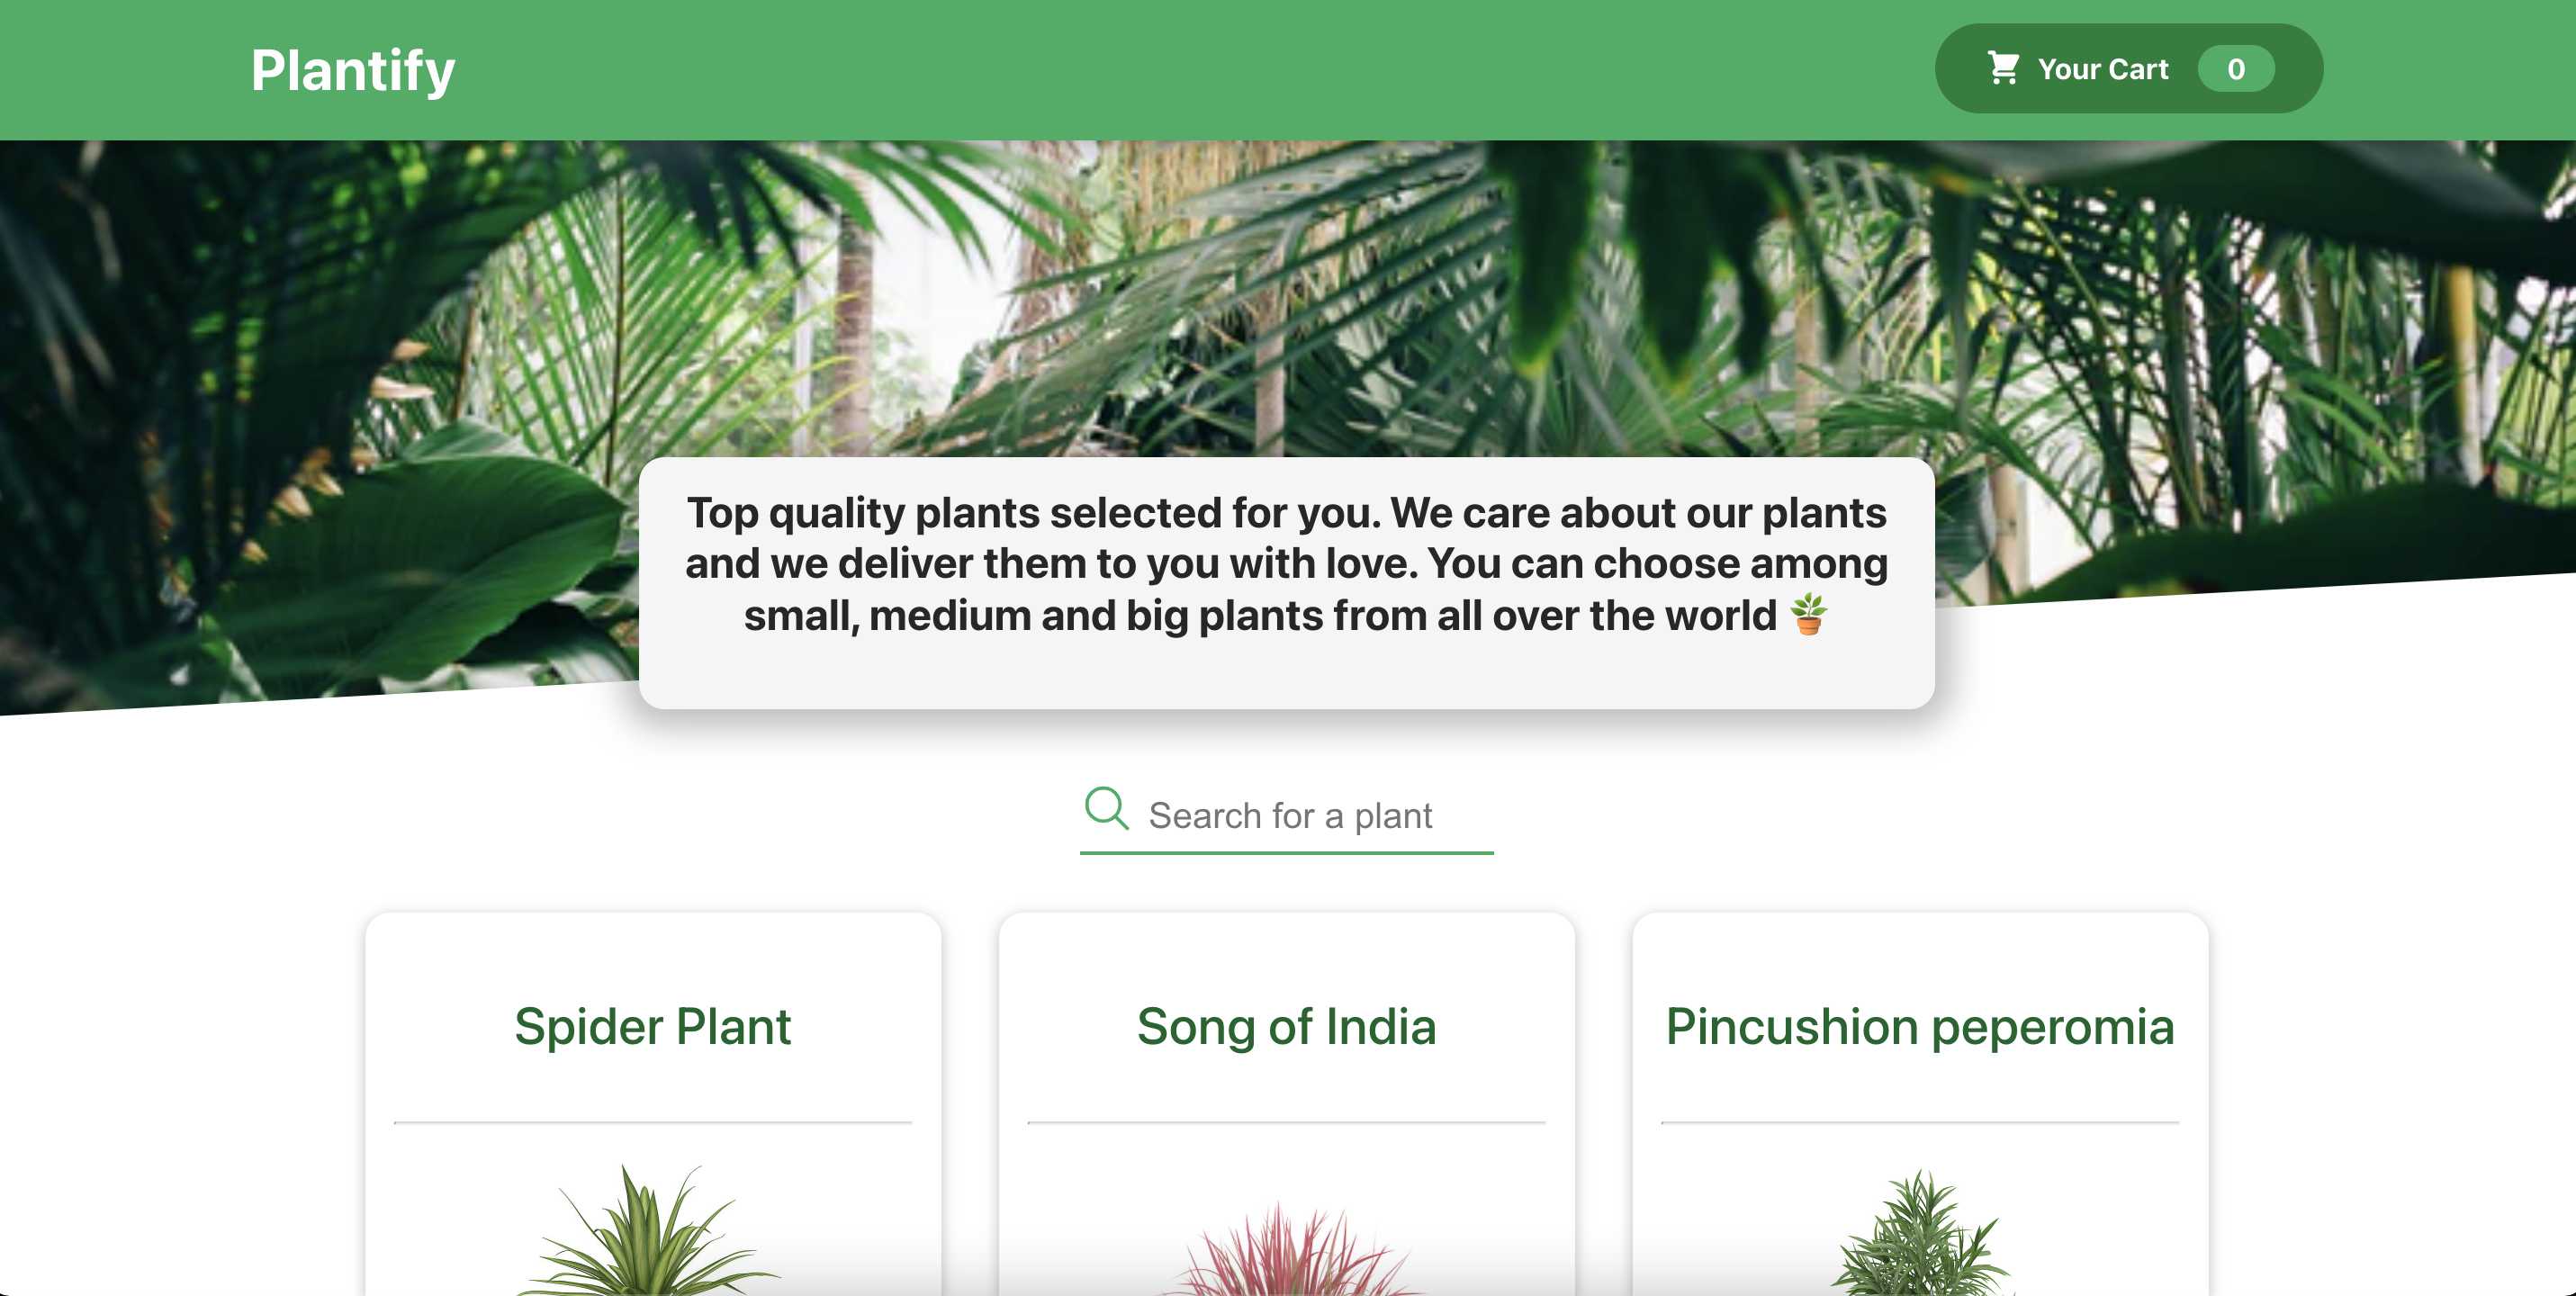 Plantify
Your Cart 0
Top quality plants selected for you. We care about our plants
and we deliver them to you with love. You can choose among
small, medium and big plants from all over the world 🪴
Search for a plant
Spider Plant
Song of India
Pincushion peperomia